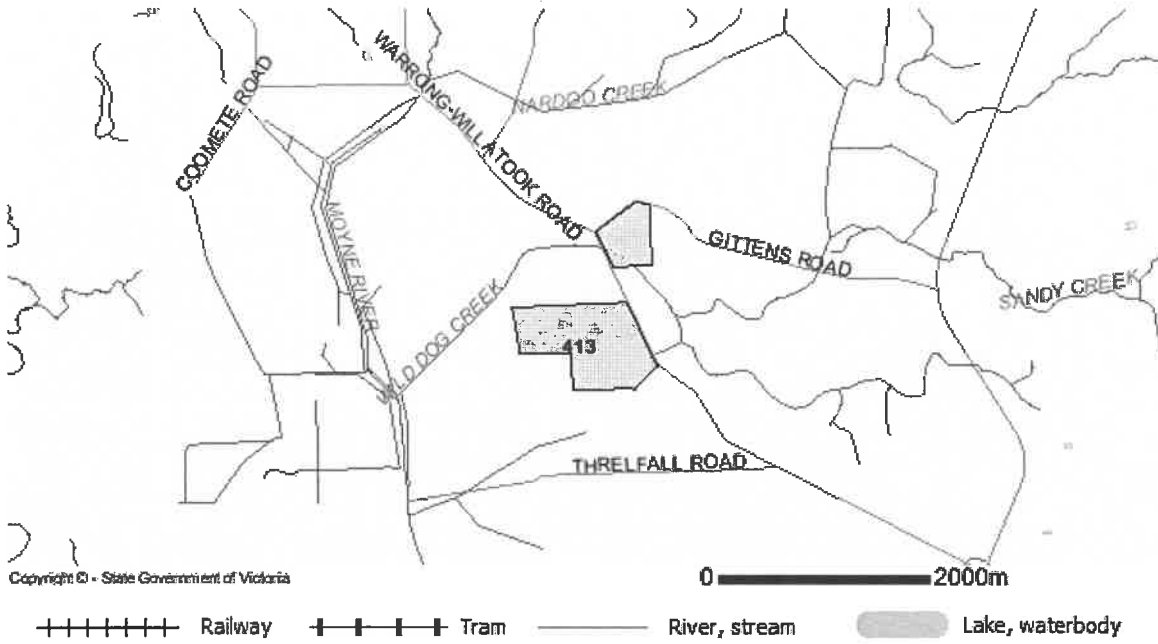 COOMETE ROAD
WARRONG-WILLATOOK ROAD
NARDOO CREEK
MOYNE RIVER
GITTENS ROAD
SANDY CREEK
WILD DOG CREEK
413
THRELFALL ROAD
Copyright © - State Government of Victoria
0 2000m
Railway Tram River, stream Lake, waterbody